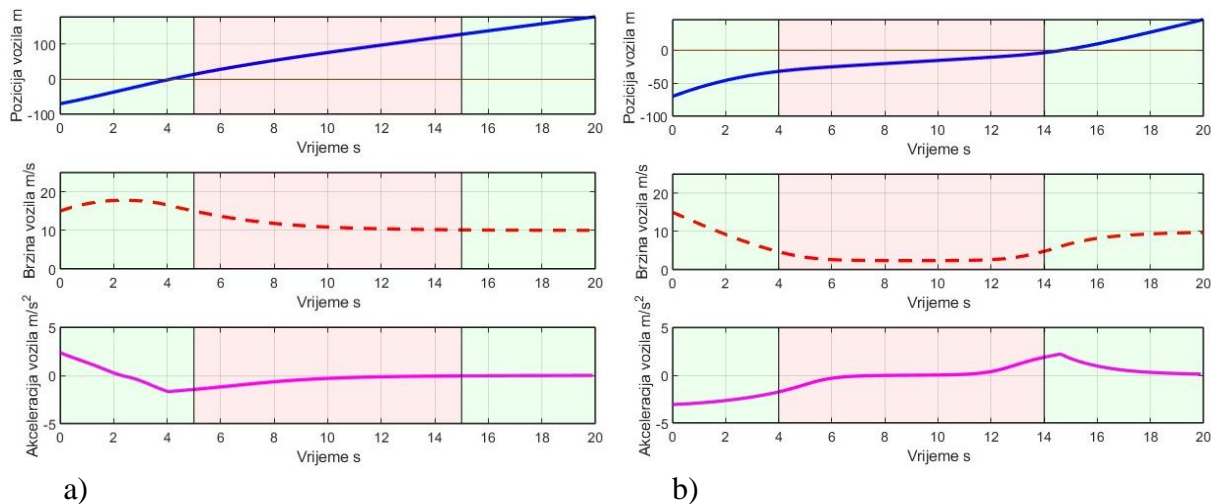 Pozicija vozila m
100
0
-100
0 2 4 6 8 10 12 14 16 18 20
Vrijeme s
Brzina vozila m/s
20
10
0
0 2 4 6 8 10 12 14 16 18 20
Vrijeme s
Akceleracija vozila m/s²
5
0
-5
0 2 4 6 8 10 12 14 16 18 20
Vrijeme s
a)
Pozicija vozila m
0
-50
-100
0 2 4 6 8 10 12 14 16 18 20
Vrijeme s
Brzina vozila m/s
20
10
0
0 2 4 6 8 10 12 14 16 18 20
Vrijeme s
Akceleracija vozila m/s²
5
0
-5
0 2 4 6 8 10 12 14 16 18 20
Vrijeme s
b)